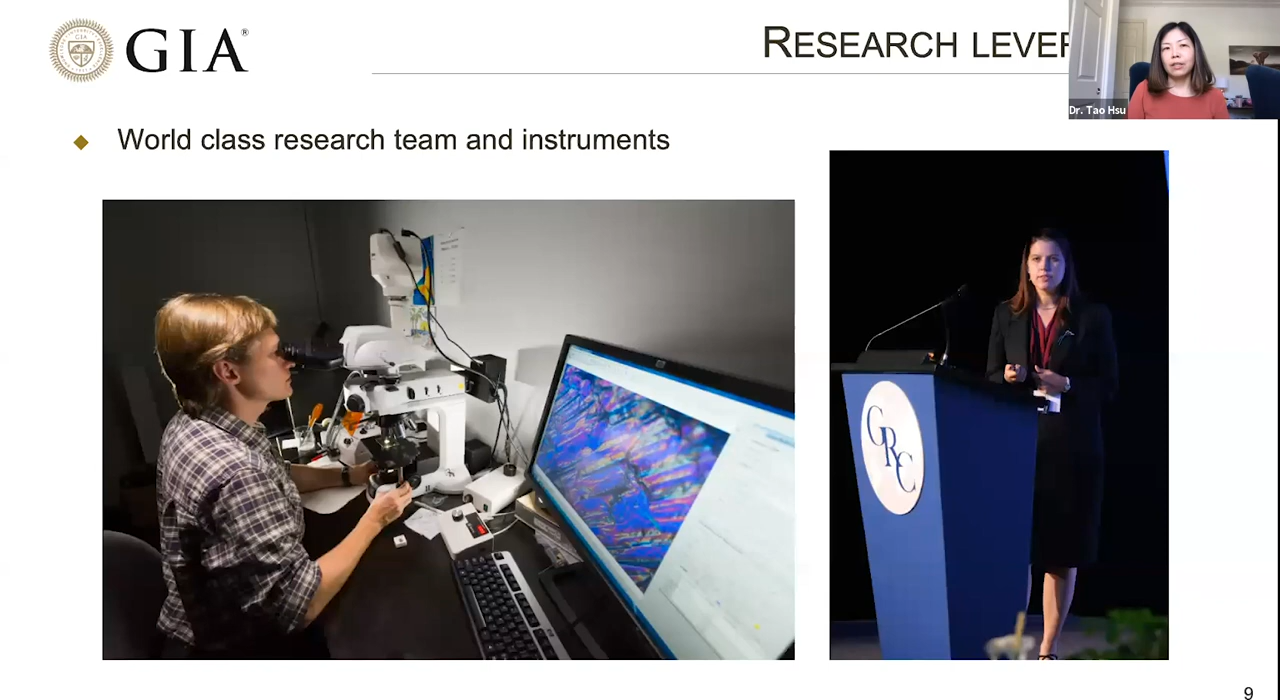 GIA®
RESEARCH LEVER
Dr. Tao Hsu
World class research team and instruments
GRC
9